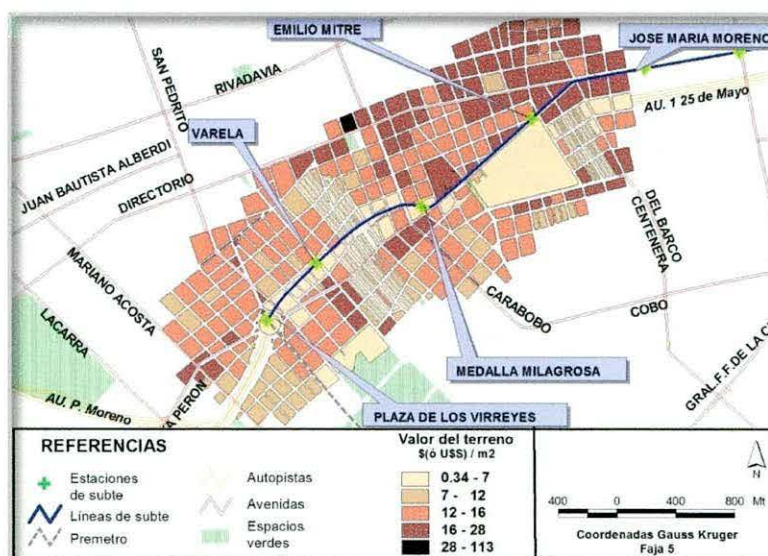 EMILIO MITRE
JOSE MARIA MORENO
SAN PEDRITO
RIVADAVIA
AU. 1 25 de Mayo
VARELA
JUAN BAUTISTA ALBERDI
DIRECTORIO
MARIANO ACOSTA
DEL BARCO
CENTENERA
CARABOBO
COBO
LACARRA
MEDALLA MILAGROSA
GRAL.F.F.DE LA C
AU. P. Moreno
A PERON
PLAZA DE LOS VIRREYES
REFERENCIAS
Estaciones
de subte
Líneas de subte
Premetro
Autopistas
Avenidas
Espacios
verdes
Valor del terreno
$(ó U$S) / m2
0.34 - 7
7 - 12
12 - 16
16 - 28
28 - 113
N
400 0 400 800 Mt
Coordenadas Gauss Kruger
Faja 5